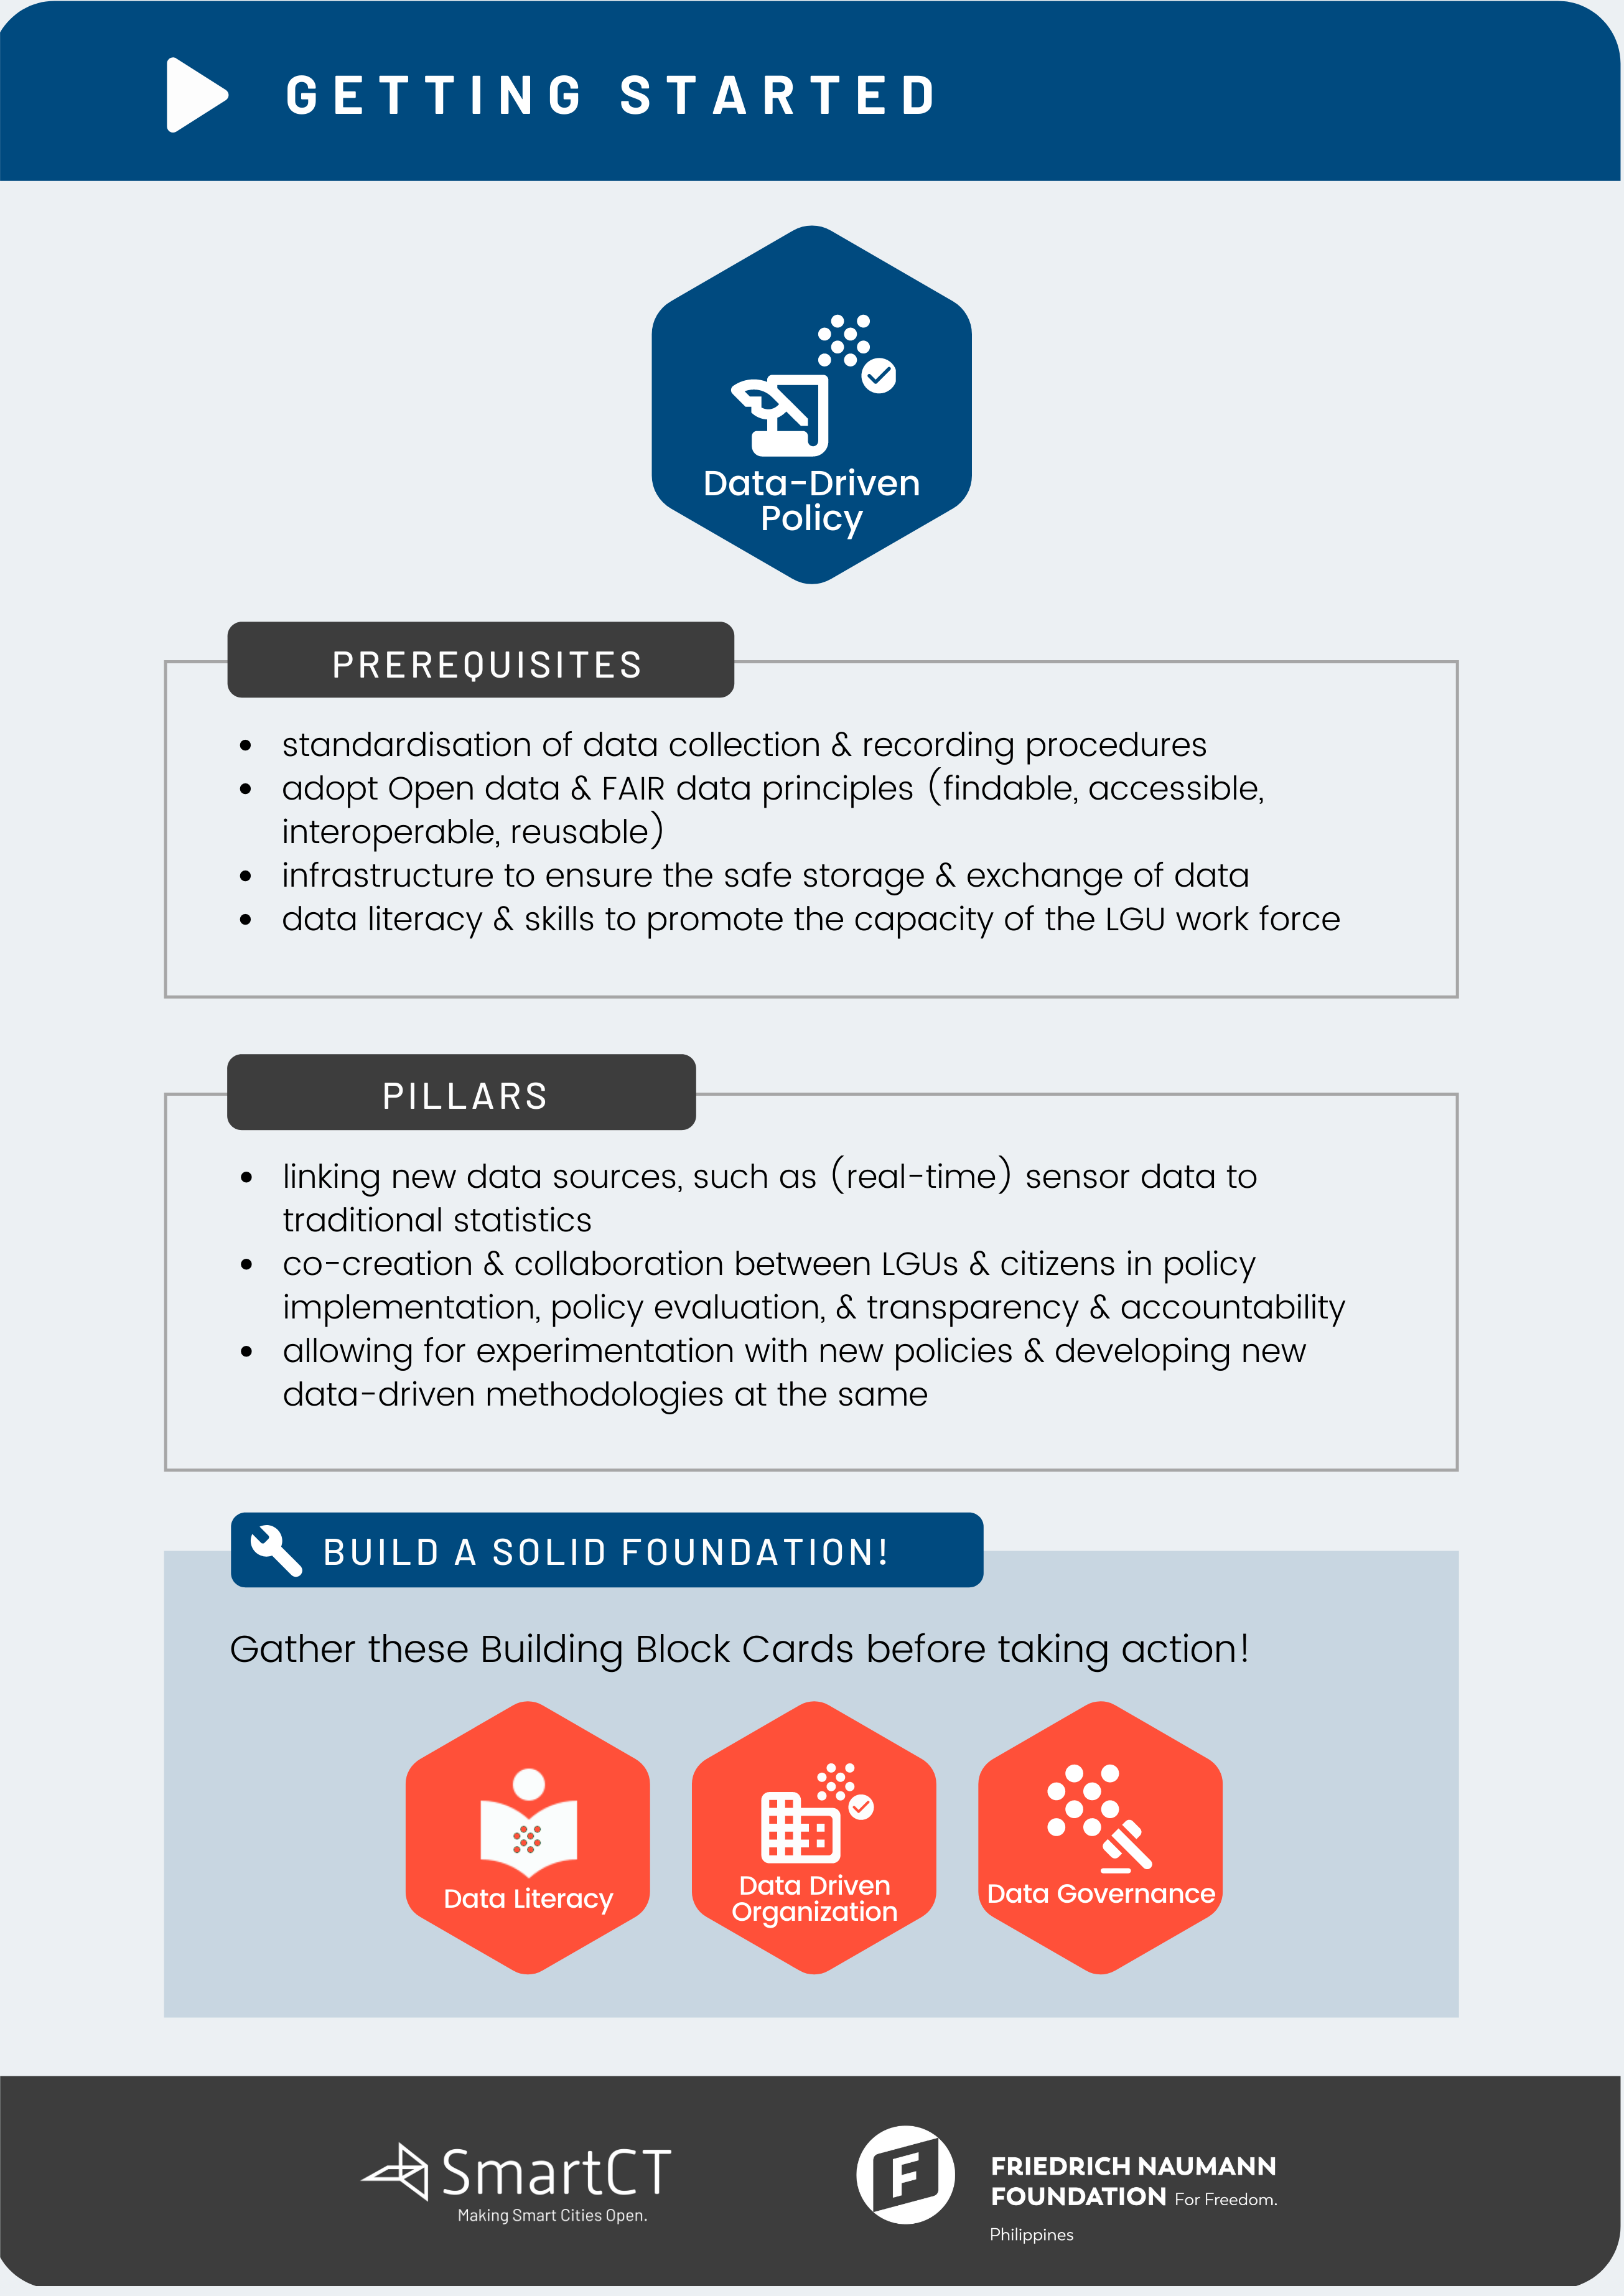 GETTING STARTED
Data-Driven
Policy
PREREQUISITES
• standardisation of data collection & recording procedures
• adopt Open data & FAIR data principles (findable, accessible,
interoperable, reusable)
• infrastructure to ensure the safe storage & exchange of data
• data literacy & skills to promote the capacity of the LGU work force
PILLARS
• linking new data sources, such as (real-time) sensor data to
traditional statistics
• co-creation & collaboration between LGUs & citizens in policy
implementation, policy evaluation, & transparency & accountability
• allowing for experimentation with new policies & developing new
data-driven methodologies at the same
BUILD A SOLID FOUNDATION!
Gather these Building Block Cards before taking action!
Data Literacy
Data Driven
Organization
Data Governance
SmartCT
Making Smart Cities Open.
F
FRIEDRICH NAUMANN
FOUNDATION For Freedom.
Philippines